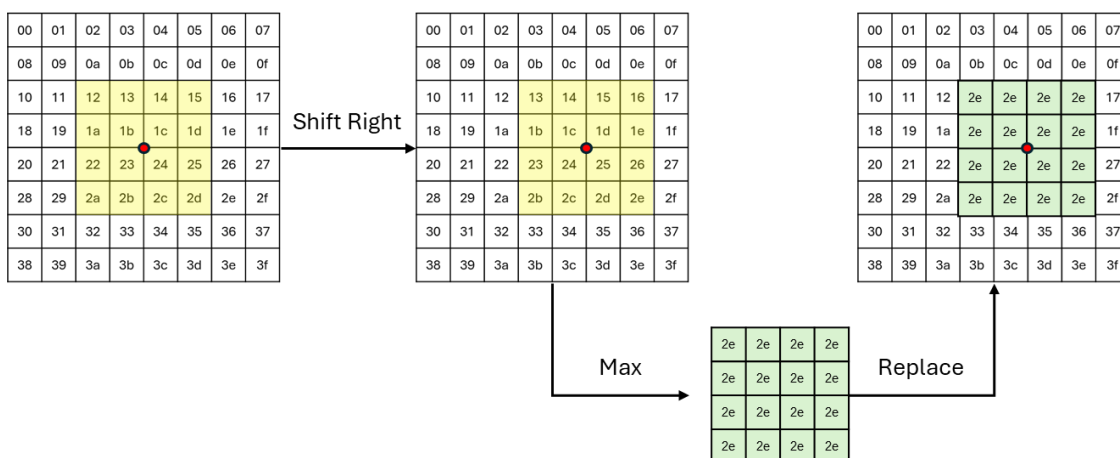 00 01 02 03 04 05 06 07
08 09 0a 0b 0c 0d 0e 0f
10 11 12 13 14 15 16 17
18 19 1a 1b 1c 1d 1e 1f
20 21 22 23 24 25 26 27
28 29 2a 2b 2c 2d 2e 2f
30 31 32 33 34 35 36 37
38 39 3a 3b 3c 3d 3e 3f
Shift Right
00 01 02 03 04 05 06 07
08 09 0a 0b 0c 0d 0e 0f
10 11 12 13 14 15 16 17
18 19 1a 1b 1c 1d 1e 1f
20 21 22 23 24 25 26 27
28 29 2a 2b 2c 2d 2e 2f
30 31 32 33 34 35 36 37
38 39 3a 3b 3c 3d 3e 3f
Max
2e 2e 2e 2e
2e 2e 2e 2e
2e 2e 2e 2e
2e 2e 2e 2e
Replace
00 01 02 03 04 05 06 07
08 09 0a 0b 0c 0d 0e 0f
10 11 12 2e 2e 2e 2e 17
18 19 1a 2e 2e 2e 2e 1f
20 21 22 2e 2e 2e 2e 27
28 29 2a 2e 2e 2e 2e 2f
30 31 32 33 34 35 36 37
38 39 3a 3b 3c 3d 3e 3f